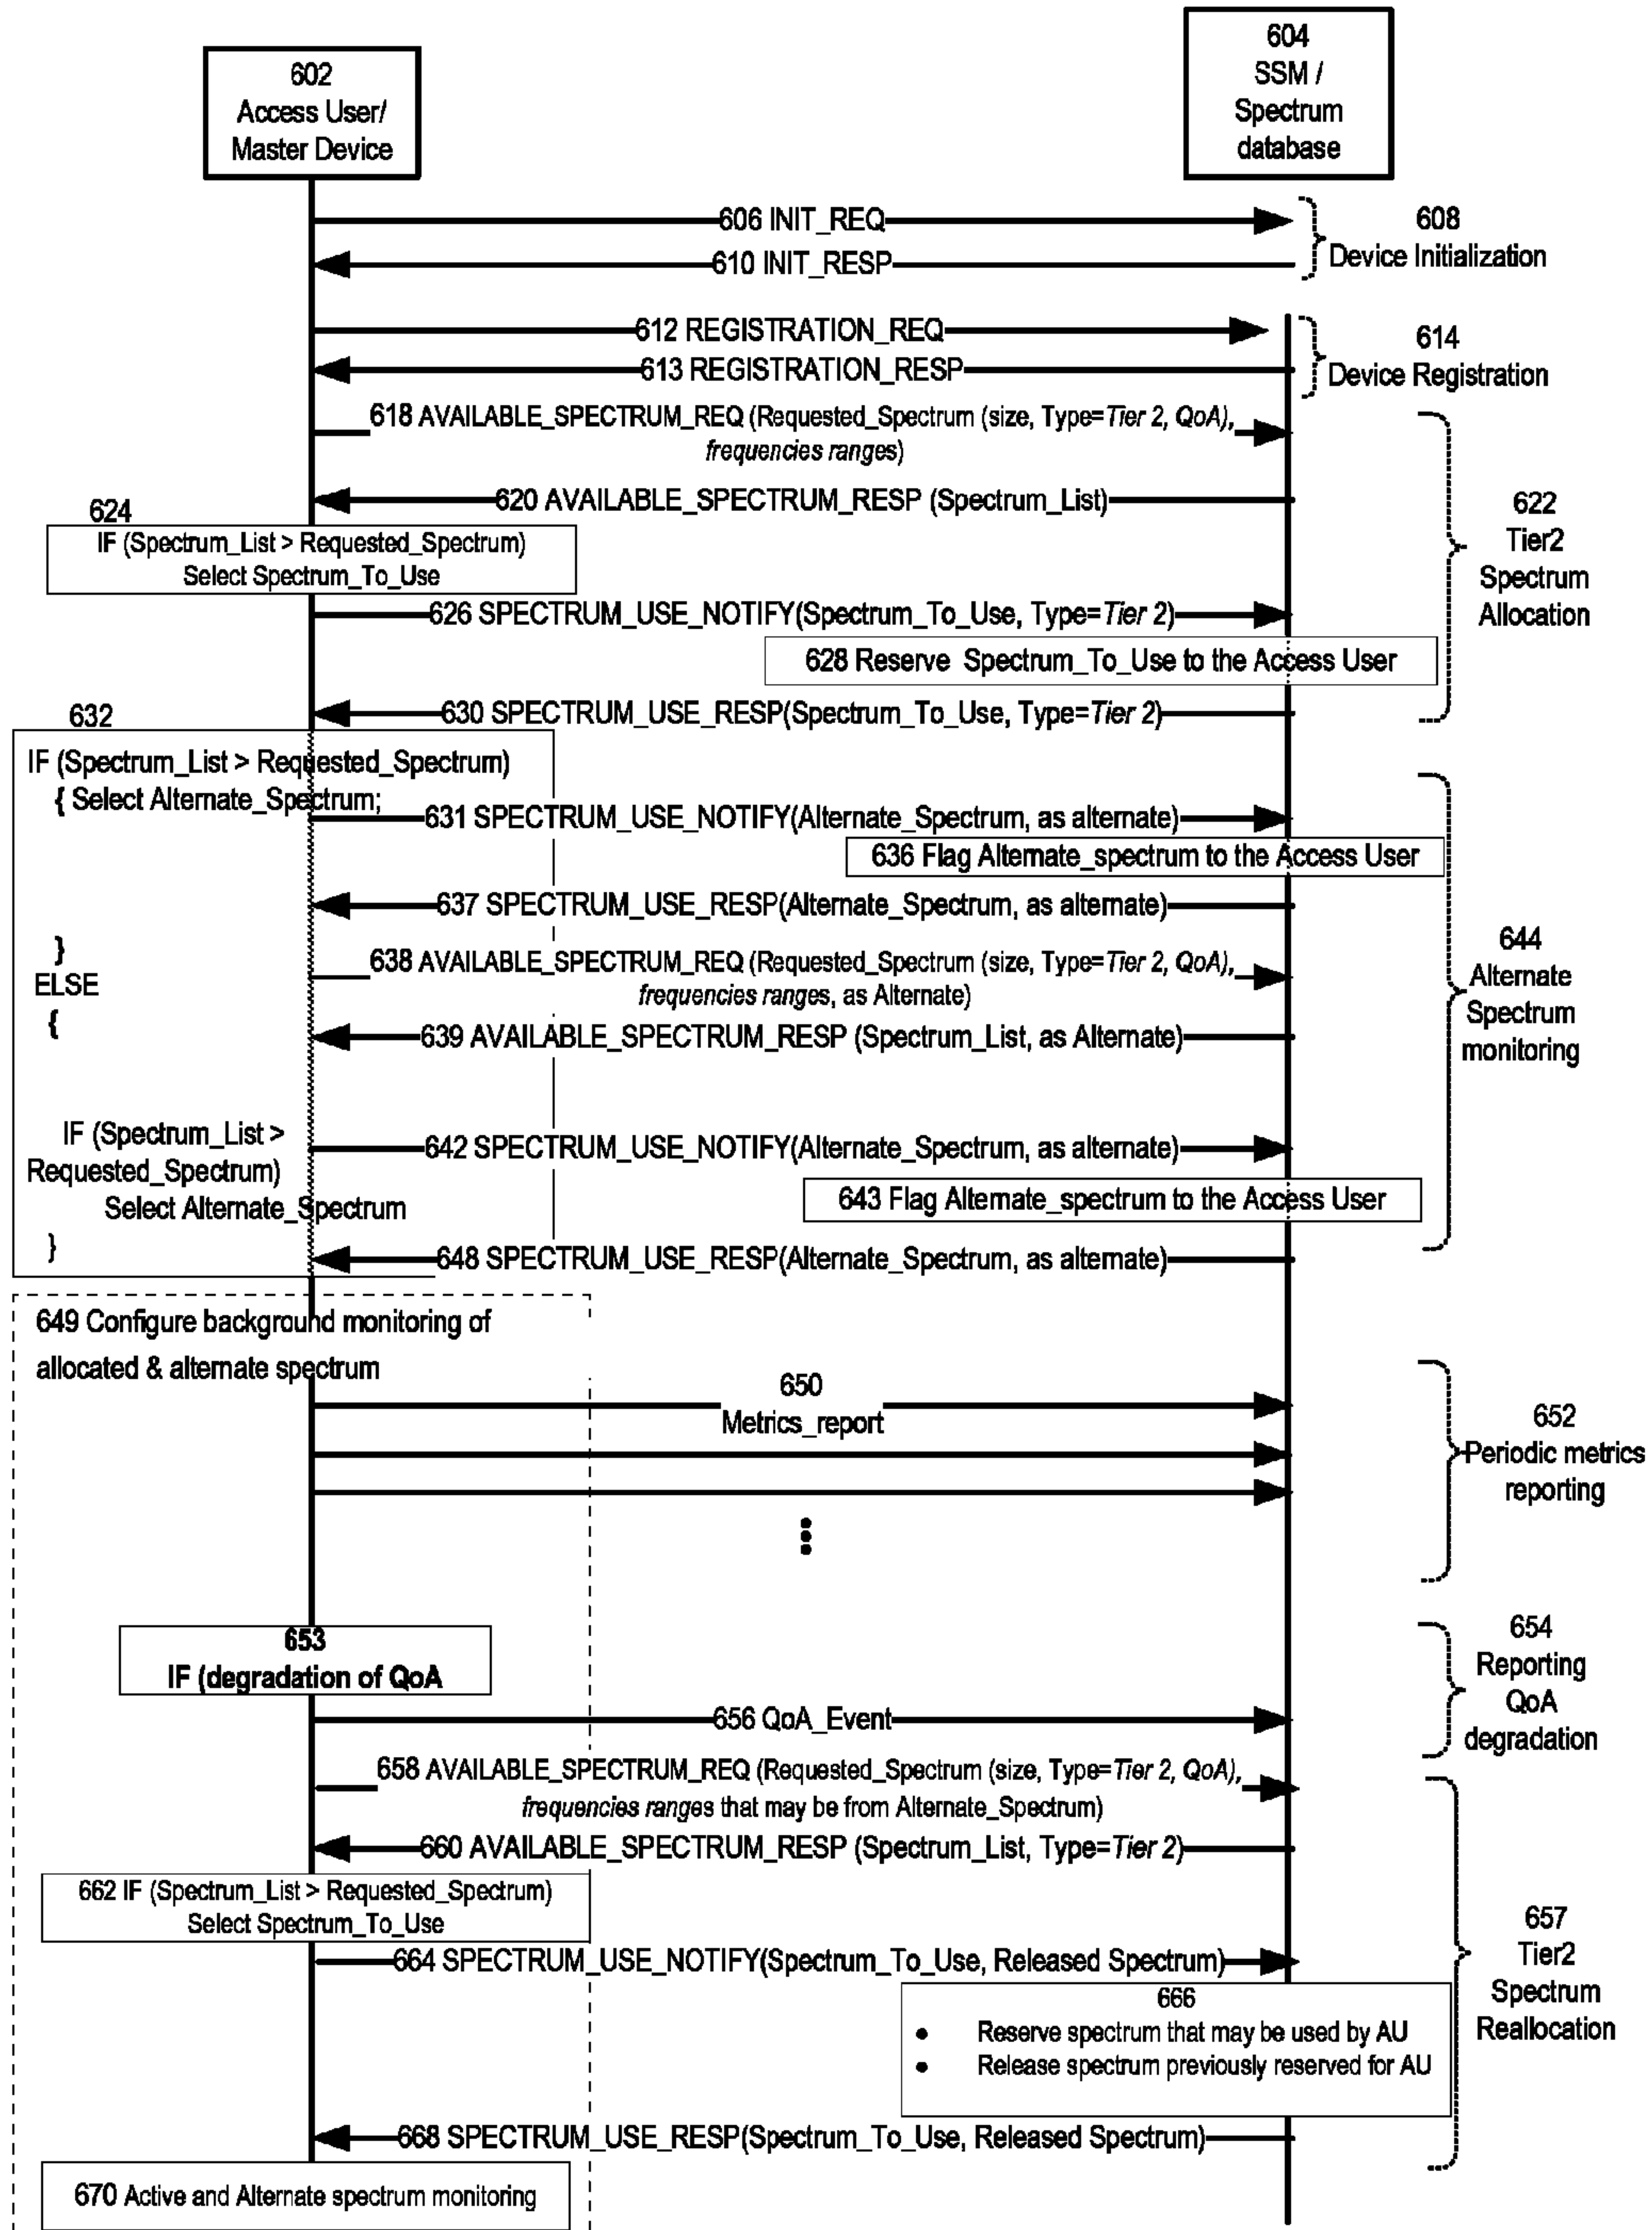 602
Access User/
Master Device
604
SSM /
Spectrum
database
606 INIT_REQ
610 INIT_RESP
608
Device Initialization
612 REGISTRATION_REQ
613 REGISTRATION_RESP
614
Device Registration
618 AVAILABLE_SPECTRUM_REQ (Requested_Spectrum (size, Type=Tier 2, QoA),
frequencies ranges)
620 AVAILABLE_SPECTRUM_RESP (Spectrum_List)
624
IF (Spectrum_List > Requested_Spectrum)
Select Spectrum_To_Use
626 SPECTRUM_USE_NOTIFY(Spectrum_To_Use, Type=Tier 2)
628 Reserve Spectrum_To_Use to the Access User
630 SPECTRUM_USE_RESP(Spectrum_To_Use, Type=Tier 2)
622
Tier2
Spectrum
Allocation
632
IF (Spectrum_List > Requested_Spectrum)
{ Select Alternate_Spectrum;
631 SPECTRUM_USE_NOTIFY(Alternate_Spectrum, as alternate)
636 Flag Alternate_spectrum to the Access User
637 SPECTRUM_USE_RESP(Alternate_Spectrum, as alternate)
}
ELSE
{
638 AVAILABLE_SPECTRUM_REQ (Requested_Spectrum (size, Type=Tier 2, QoA),
frequencies ranges, as Alternate)
639 AVAILABLE_SPECTRUM_RESP (Spectrum_List, as Alternate)
IF (Spectrum_List >
Requested_Spectrum)
Select Alternate_Spectrum
}
642 SPECTRUM_USE_NOTIFY(Alternate_Spectrum, as alternate)
643 Flag Alternate_spectrum to the Access User
648 SPECTRUM_USE_RESP(Alternate_Spectrum, as alternate)
644
Alternate
Spectrum
monitoring
649 Configure background monitoring of
allocated & alternate spectrum
650
Metrics_report
652
Periodic metrics
reporting
653
IF (degradation of QoA
656 QoA_Event
654
Reporting
QoA
degradation
658 AVAILABLE_SPECTRUM_REQ (Requested_Spectrum (size, Type=Tier 2, QoA),
frequencies ranges that may be from Alternate_Spectrum)
660 AVAILABLE_SPECTRUM_RESP (Spectrum_List, Type=Tier 2)
662 IF (Spectrum_List > Requested_Spectrum)
Select Spectrum_To_Use
664 SPECTRUM_USE_NOTIFY(Spectrum_To_Use, Released Spectrum)
666
• Reserve spectrum that may be used by AU
• Release spectrum previously reserved for AU
668 SPECTRUM_USE_RESP(Spectrum_To_Use, Released Spectrum)
657
Tier2
Spectrum
Reallocation
670 Active and Alternate spectrum monitoring